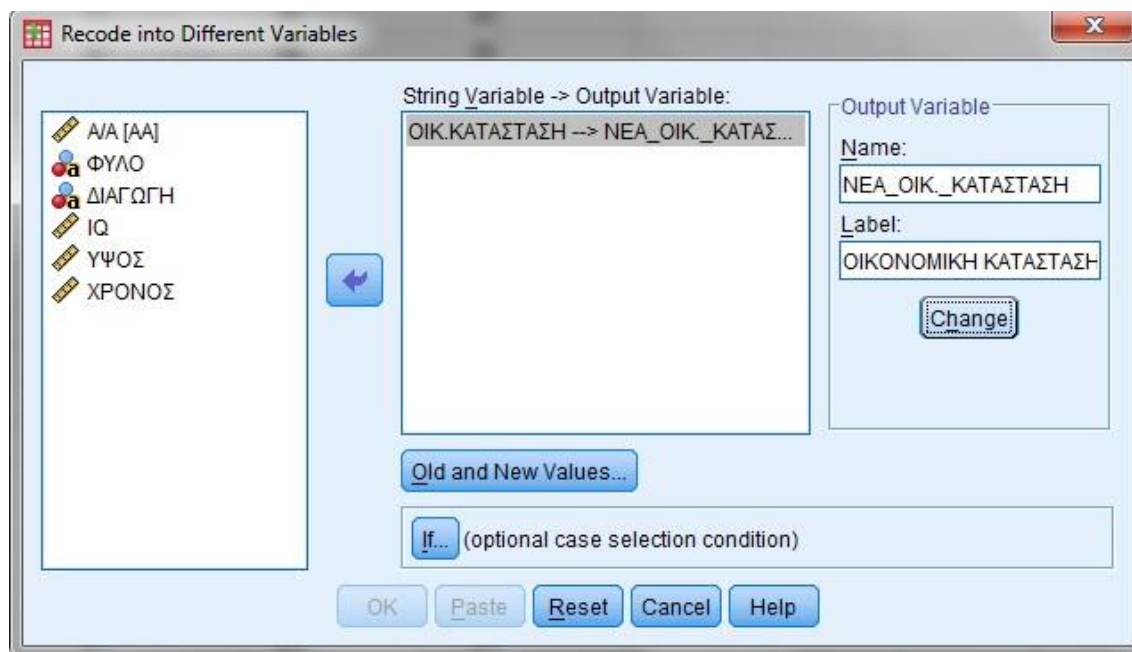 Recode into Different Variables
Α/Α [ΑΑ]
ΦΥΛΟ
ΔΙΑΓΩΓΗ
IQ
ΥΨΟΣ
ΧΡΟΝΟΣ
String Variable -> Output Variable:
ΟΙΚ.ΚΑΤΑΣΤΑΣΗ --> ΝΕΑ_ΟΙΚ._ΚΑΤΑΣ...
Output Variable
Name:
ΝΕΑ_ΟΙΚ._ΚΑΤΑΣΤΑΣΗ
Label:
ΟΙΚΟΝΟΜΙΚΗ ΚΑΤΑΣΤΑΣΗ
Change
Old and New Values...
If... (optional case selection condition)
OK Paste Reset Cancel Help